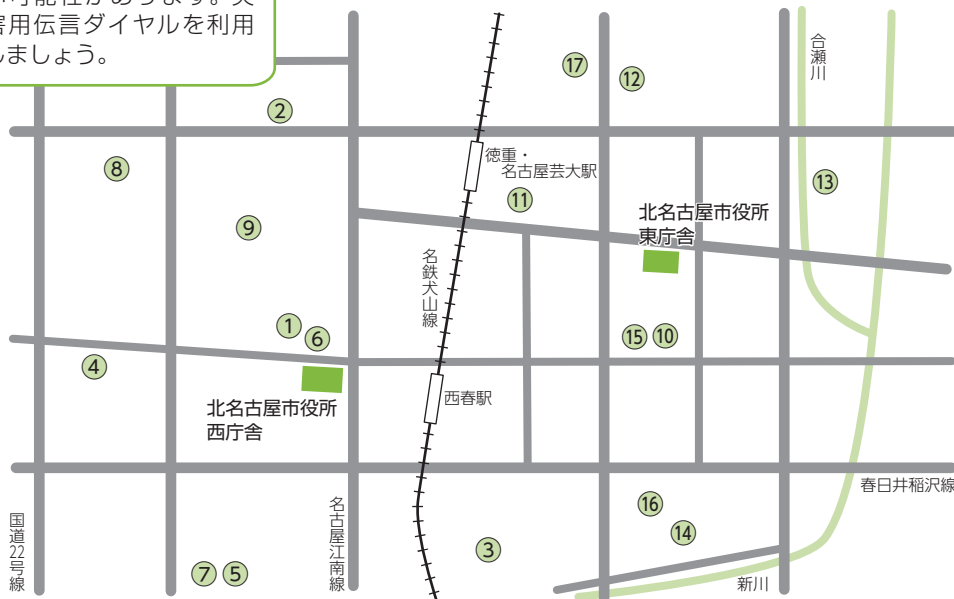 可能性があります。災
害用伝言ダイヤルを利用
しましょう。
合瀬川
⑰
⑫
②
徳重・
名古屋芸大駅
⑧
⑬
⑪
北名古屋市役所
東庁舎
⑨
名鉄犬山線
①
⑥
⑮
⑩
④
西春駅
北名古屋市役所
西庁舎
春日井稲沢線
⑯
⑭
国道22号線
名古屋江南線
③
⑦
⑤
新川